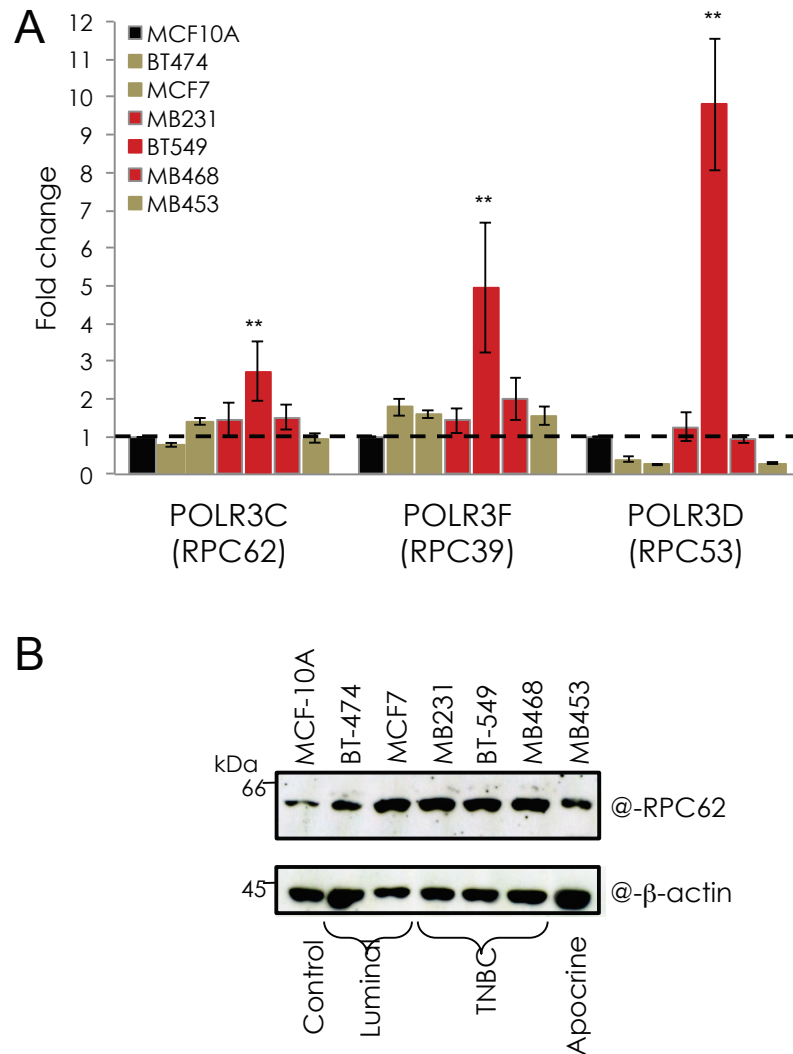 A
12
11
10
9
8
7
6
5
4
3
2
1
0
Fold change
MCF10A
BT474
MCF7
MB231
BT549
MB468
MB453
**
**
**
POLR3C
(RPC62)
POLR3F
(RPC39)
POLR3D
(RPC53)
B
MCF-10A
BT-474
MCF7
MB231
BT-549
MB468
MB453
kDa
66
@-RPC62
45
@-β-actin
Control
Luminal
TNBC
Apocrine